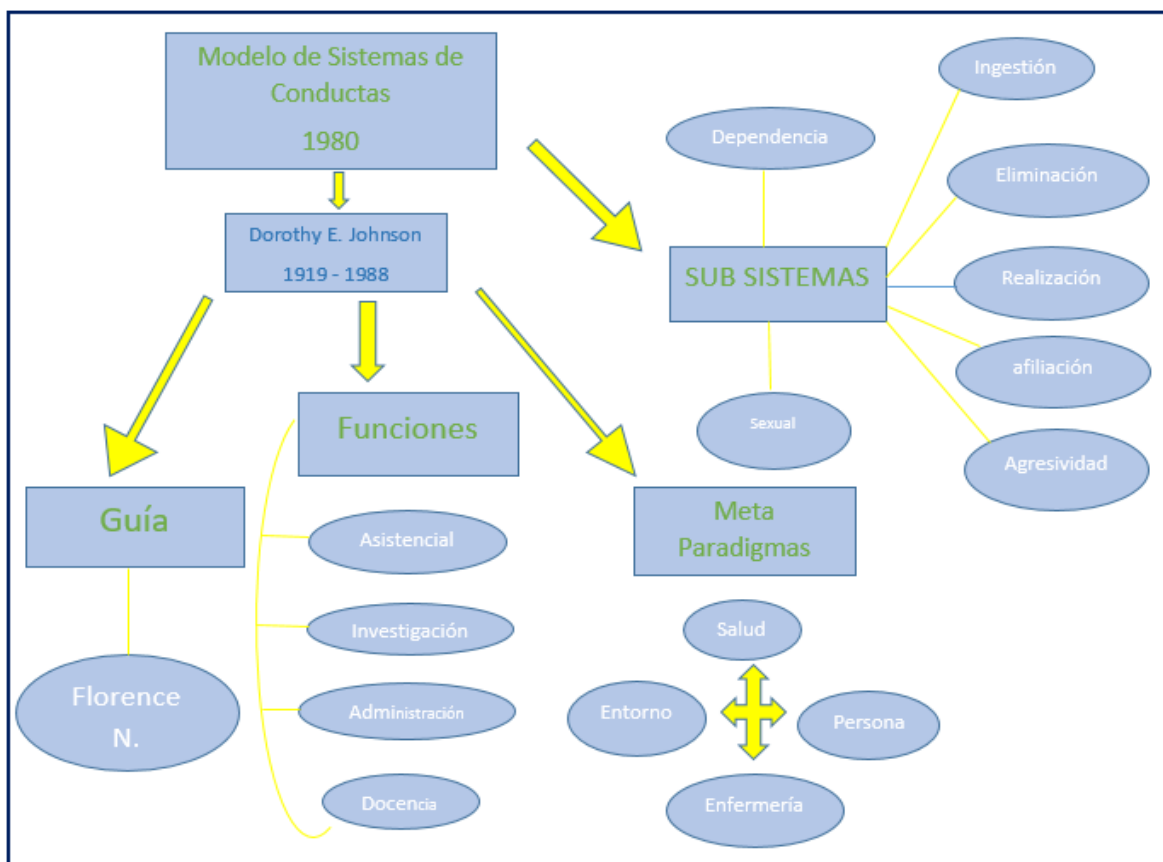 Modelo de Sistemas de
Conductas
1980
Dorothy E. Johnson
1919 - 1988
Guía
Florence
N.
Funciones
Asistencial
Investigación
Administración
Docencia
Meta
Paradigmas
Salud
Entorno
Persona
Enfermería
SUB SISTEMAS
Dependencia
Ingestión
Eliminación
Realización
afiliación
Agresividad
Sexual